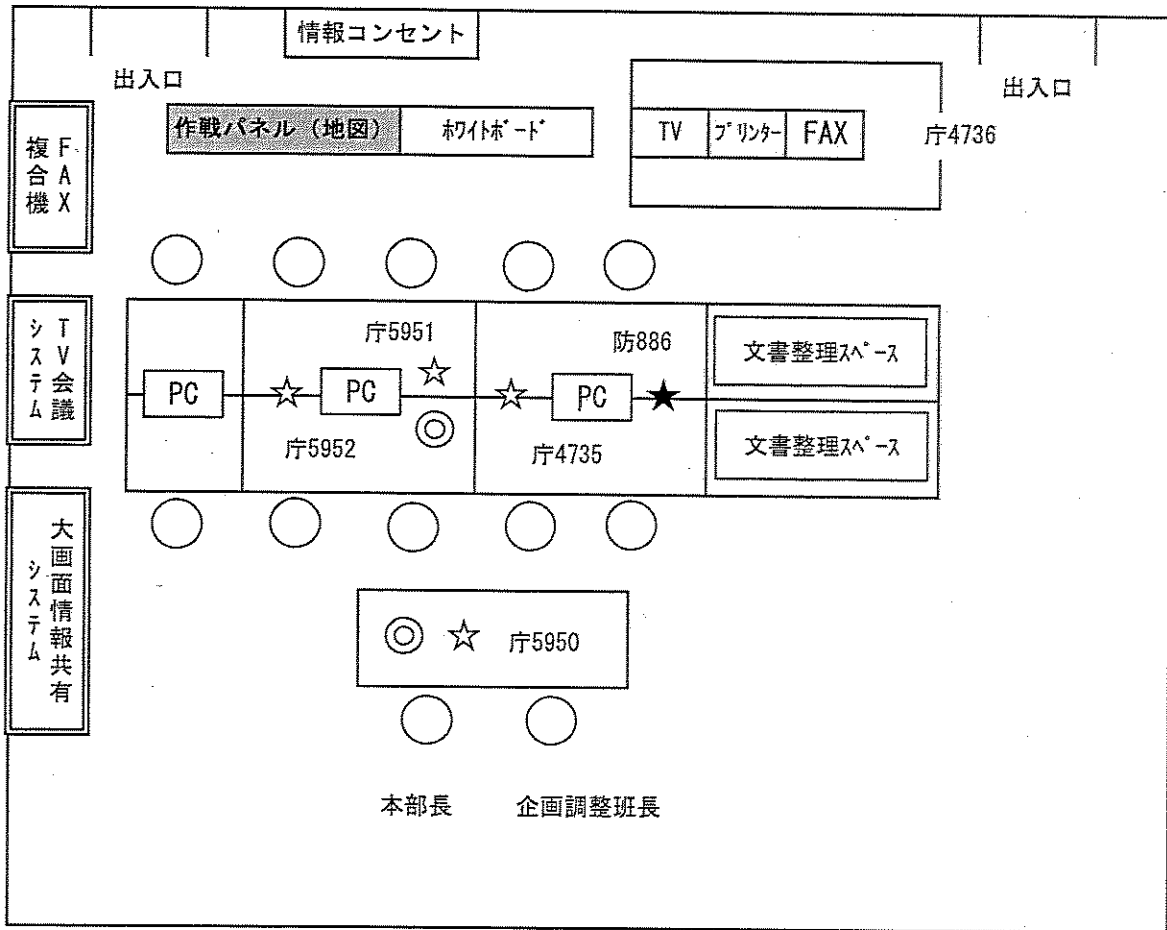 情報コンセント
出入口
出入口
作戦パネル(地図)
ホワイトボード
TV
プリンター
FAX
庁4736
FAX
複合機
TV会議
システム
庁5951
防886
文書整理スペース
PC
☆
PC
☆
☆
PC
★
◎
庁5952
庁4735
文書整理スペース
大画面情報共有
システム
◎ ☆ 庁5950
本部長
企画調整班長